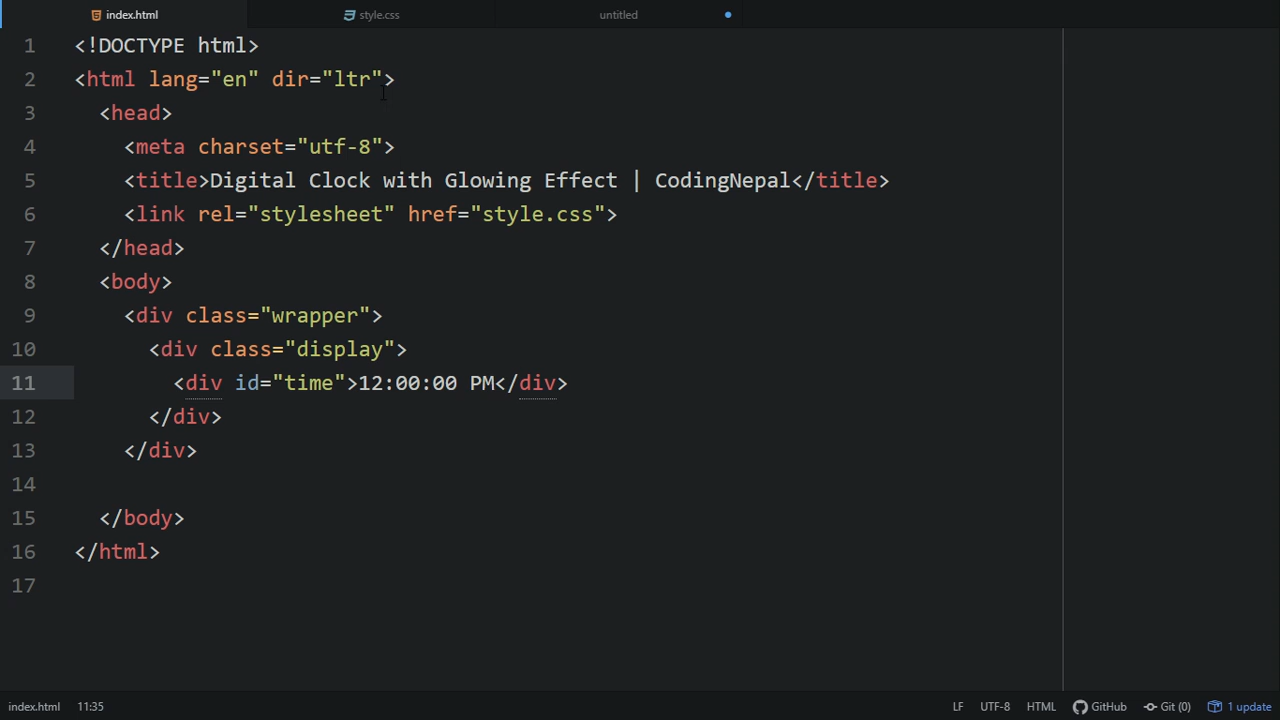 index.html style.css untitled
1 <!DOCTYPE html>
2 <html lang="en" dir="ltr">
3   <head>
4     <meta charset="utf-8">
5     <title>Digital Clock with Glowing Effect | CodingNepal</title>
6     <link rel="stylesheet" href="style.css">
7   </head>
8   <body>
9     <div class="wrapper">
10       <div class="display">
11         <div id="time">12:00:00 PM</div>
12       </div>
13     </div>
14
15   </body>
16 </html>
17
index.html 11:35 LF UTF-8 HTML GitHub Git (0) 1 update